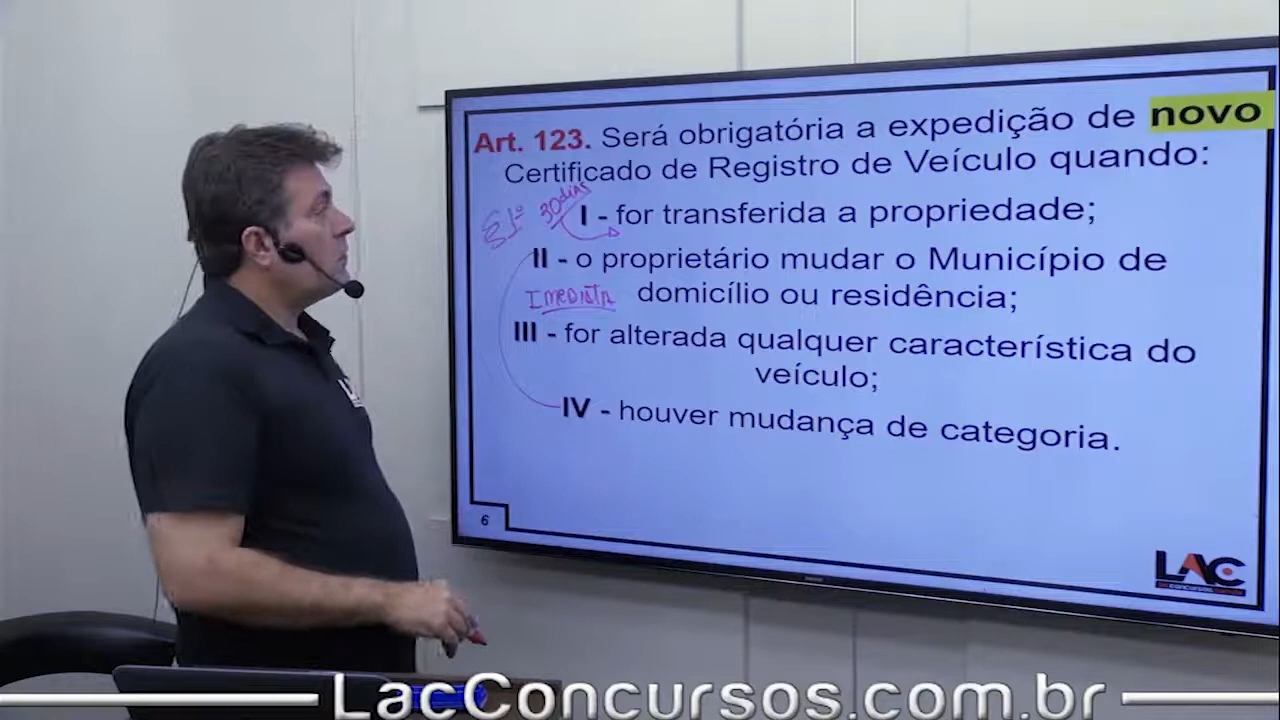 Art. 123. Será obrigatória a expedição de novo
Certificado de Registro de Veículo quando:
§1º 30 dias
I - for transferida a propriedade;
II - o proprietário mudar o Município de
Imediata domicílio ou residência;
III - for alterada qualquer característica do
veículo;
IV - houver mudança de categoria.
6
LAC
LacConcursos.com.br